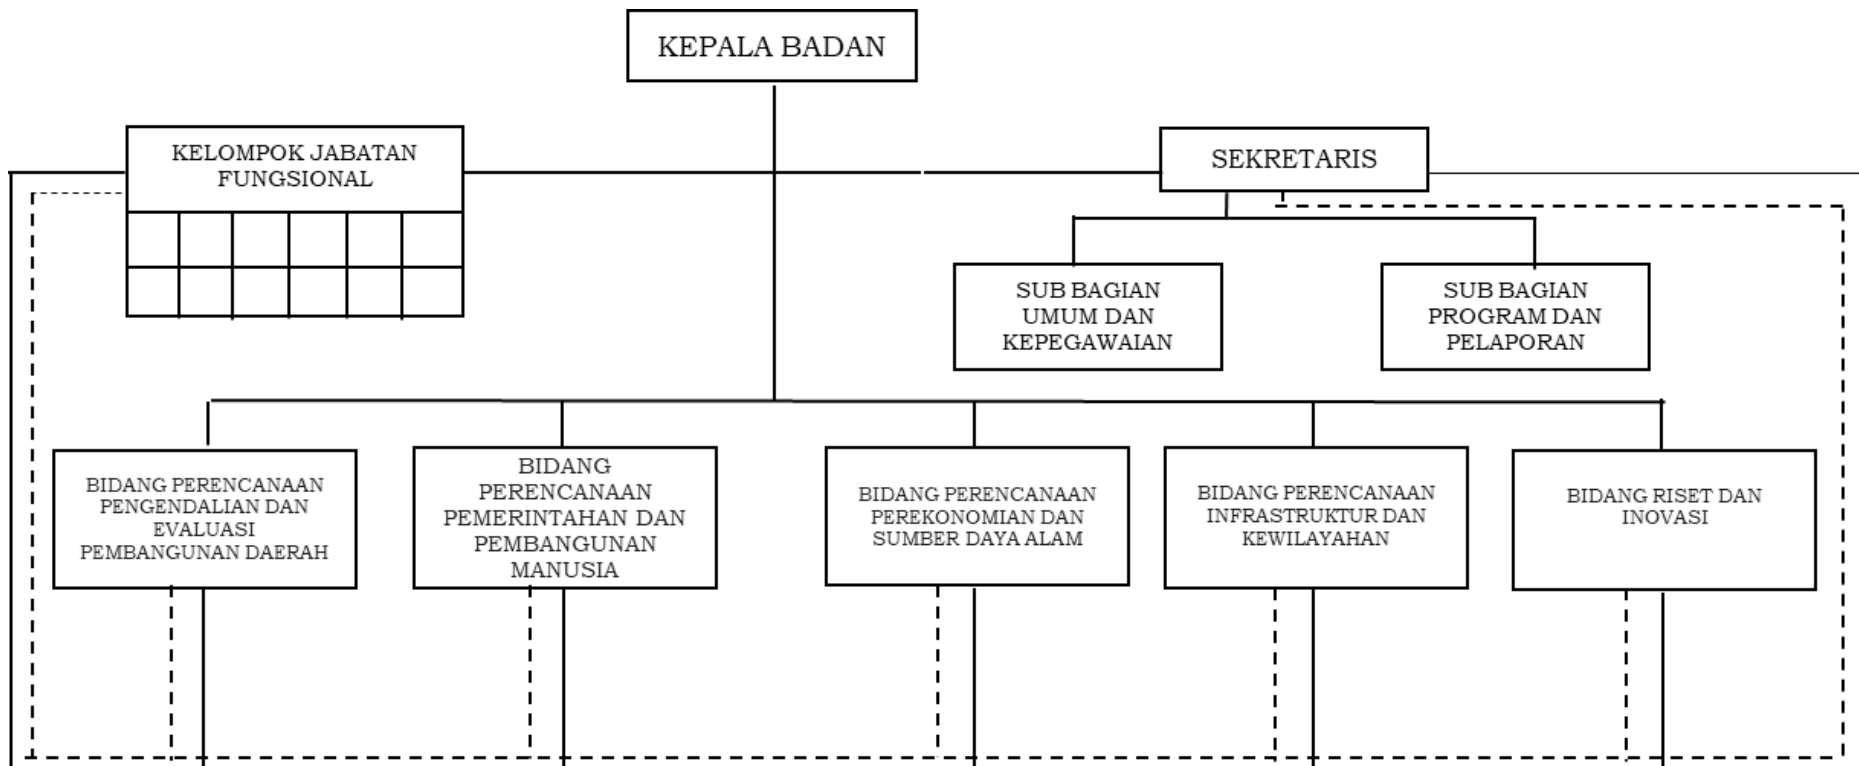 KEPALA BADAN
KELOMPOK JABATAN
FUNGSIONAL
SEKRETARIS
SUB BAGIAN
UMUM DAN
KEPEGAWAIAN
SUB BAGIAN
PROGRAM DAN
PELAPORAN
BIDANG PERENCANAAN
PENGENDALIAN DAN
EVALUASI
PEMBANGUNAN DAERAH
BIDANG
PERENCANAAN
PEMERINTAHAN DAN
PEMBANGUNAN
MANUSIA
BIDANG PERENCANAAN
PEREKONOMIAN DAN
SUMBER DAYA ALAM
BIDANG PERENCANAAN
INFRASTRUKTUR DAN
KEWILAYAHAN
BIDANG RISET DAN
INOVASI